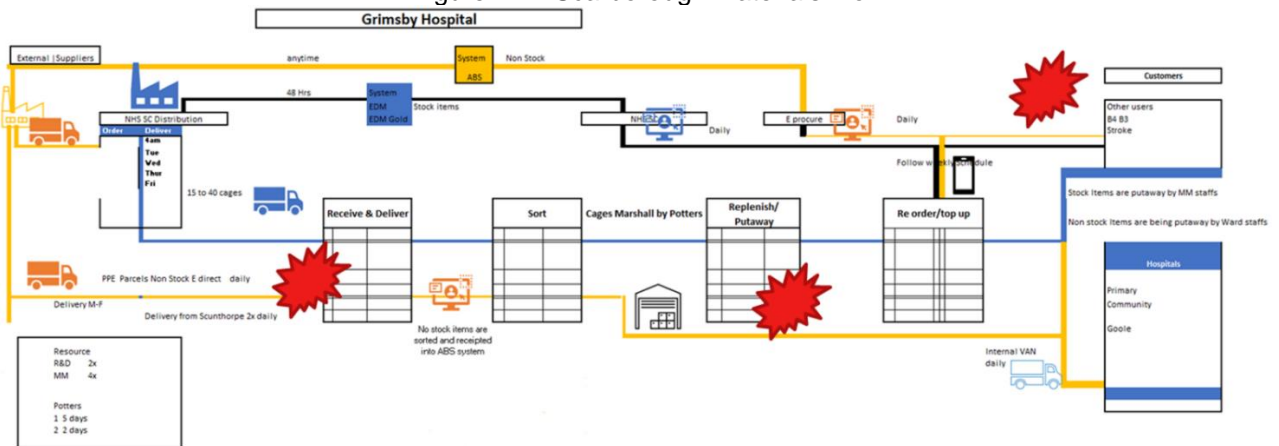 Grimsby Hospital
External |Suppliers
anytime
System
ABS
Non Stock
Customers
48 Hrs
System
EDM
EDM Gold
Stock items
NHS SC Distribution
E procure
Daily
Daily
Other users
B4 B3
Stroke
Order Deliver
4am
Tue
Wed
Thur
Fri
15 to 40 cages
Stock Items are putaway by MM staffs
Non stock Items are being putaway by Ward staffs
Receive & Deliver
Sort
Cages Marshall by Potters
Replenish/
Putaway
Re order/top up
Hospitals
Primary
Community
Goole
PPE Parcels Non Stock E direct daily
Delivery M-F
Delivery from Scunthorpe 2x daily
No stock items are
sorted and receipted
into ABS system
Internal VAN
daily
Resource
R&D 2x
MM 4x
Potters
1 5 days
2 2 days